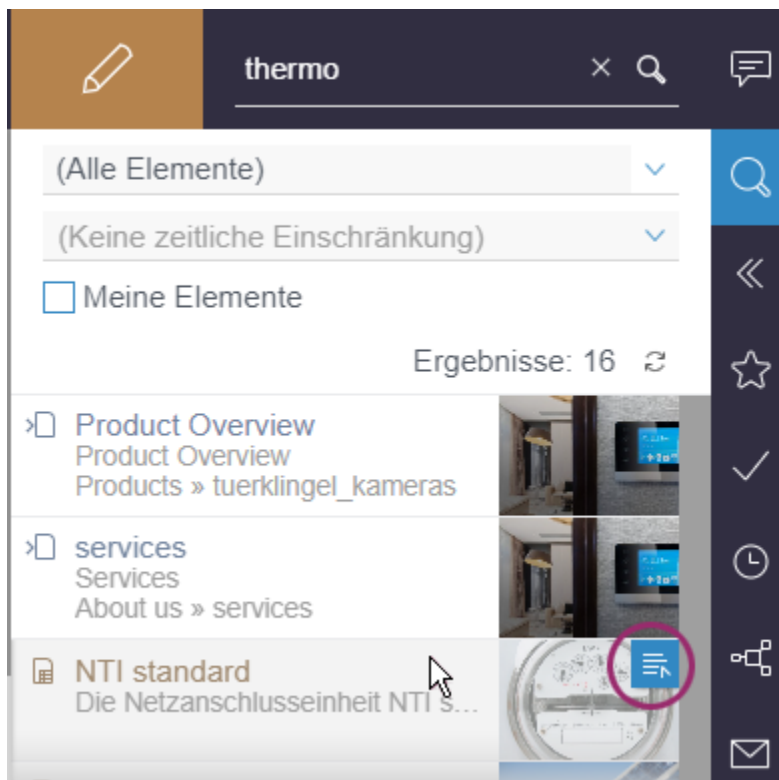 thermo
(Alle Elemente)
(Keine zeitliche Einschränkung)
Meine Elemente
Ergebnisse: 16
Product Overview
Product Overview
Products » tuerklingel_kameras
services
Services
About us » services
NTI standard
Die Netzanschlusseinheit NTI s...